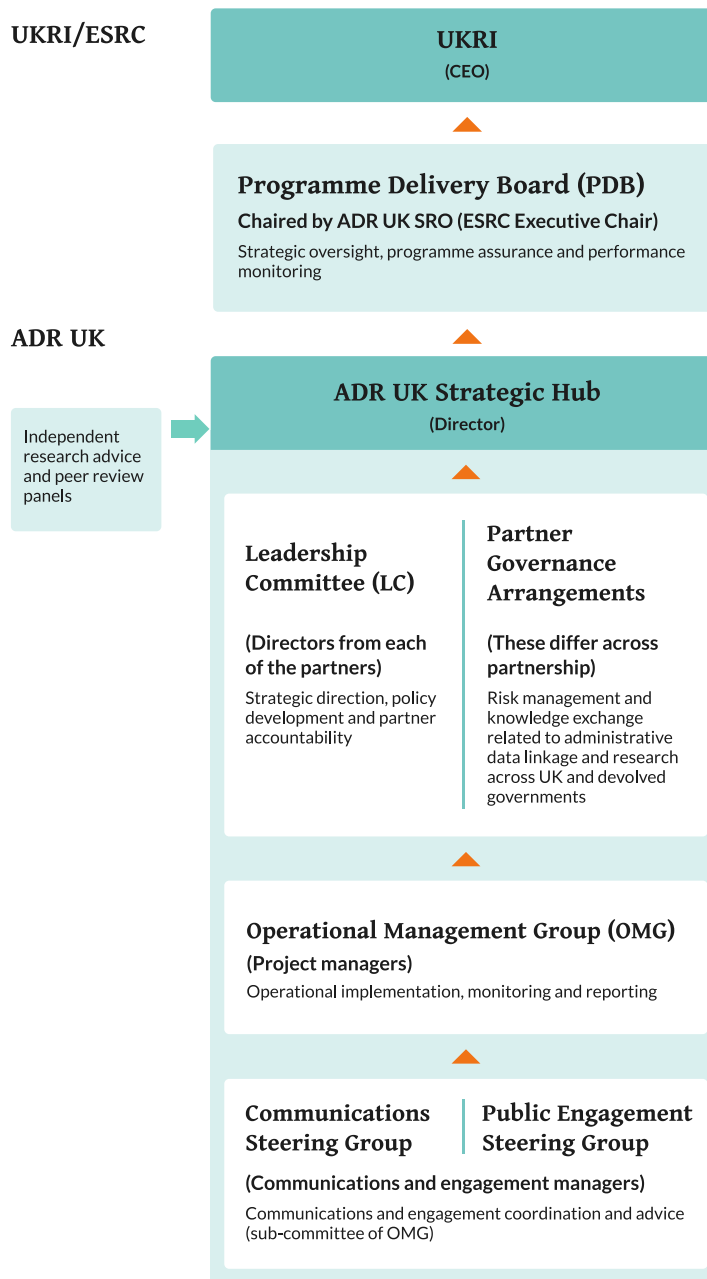 UKRI/ESRC
UKRI
(CEO)
Programme Delivery Board (PDB)
Chaired by ADR UK SRO (ESRC Executive Chair)
Strategic oversight, programme assurance and performance
monitoring
ADR UK
ADR UK Strategic Hub
(Director)
Independent
research advice
and peer review
panels
Leadership
Committee (LC)
(Directors from each
of the partners)
Strategic direction, policy
development and partner
accountability
Partner
Governance
Arrangements
(These differ across
partnership)
Risk management and
knowledge exchange
related to administrative
data linkage and research
across UK and devolved
governments
Operational Management Group (OMG)
(Project managers)
Operational implementation, monitoring and reporting
Communications
Steering Group
Public Engagement
Steering Group
(Communications and engagement managers)
Communications and engagement coordination and advice
(sub-committee of OMG)